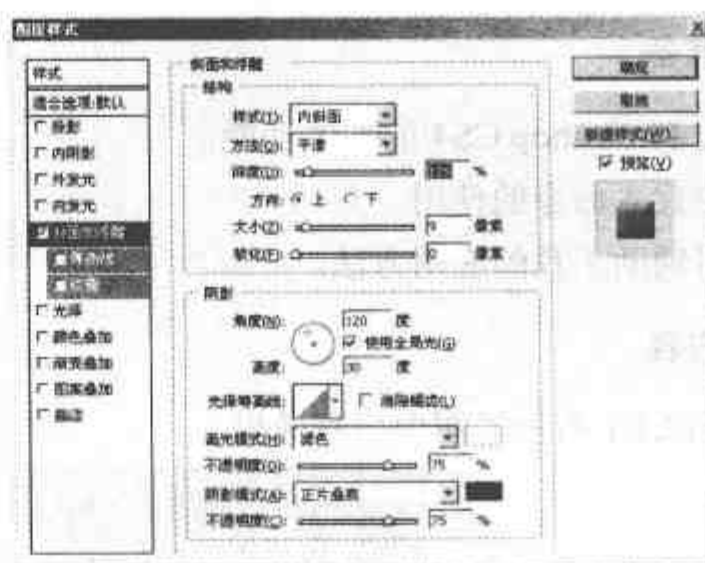 图层样式
样式
混合选项:默认
投影
内阴影
外发光
内发光
斜面和浮雕
等高线
纹理
光泽
颜色叠加
渐变叠加
图案叠加
描边
斜面和浮雕
结构
样式(T): 内斜面
方法(Q): 平滑
深度(D): %
方向: 上 下
大小(Z): 9 像素
软化(F): 0 像素
阴影
角度(N): 120 度
使用全局光(G)
高度: 30 度
光泽等高线: 消除锯齿(L)
高光模式(H): 滤色
不透明度(O): 75 %
阴影模式(A): 正片叠底
不透明度(C): 75 %
确定
取消
新建样式(W)...
预览(V)